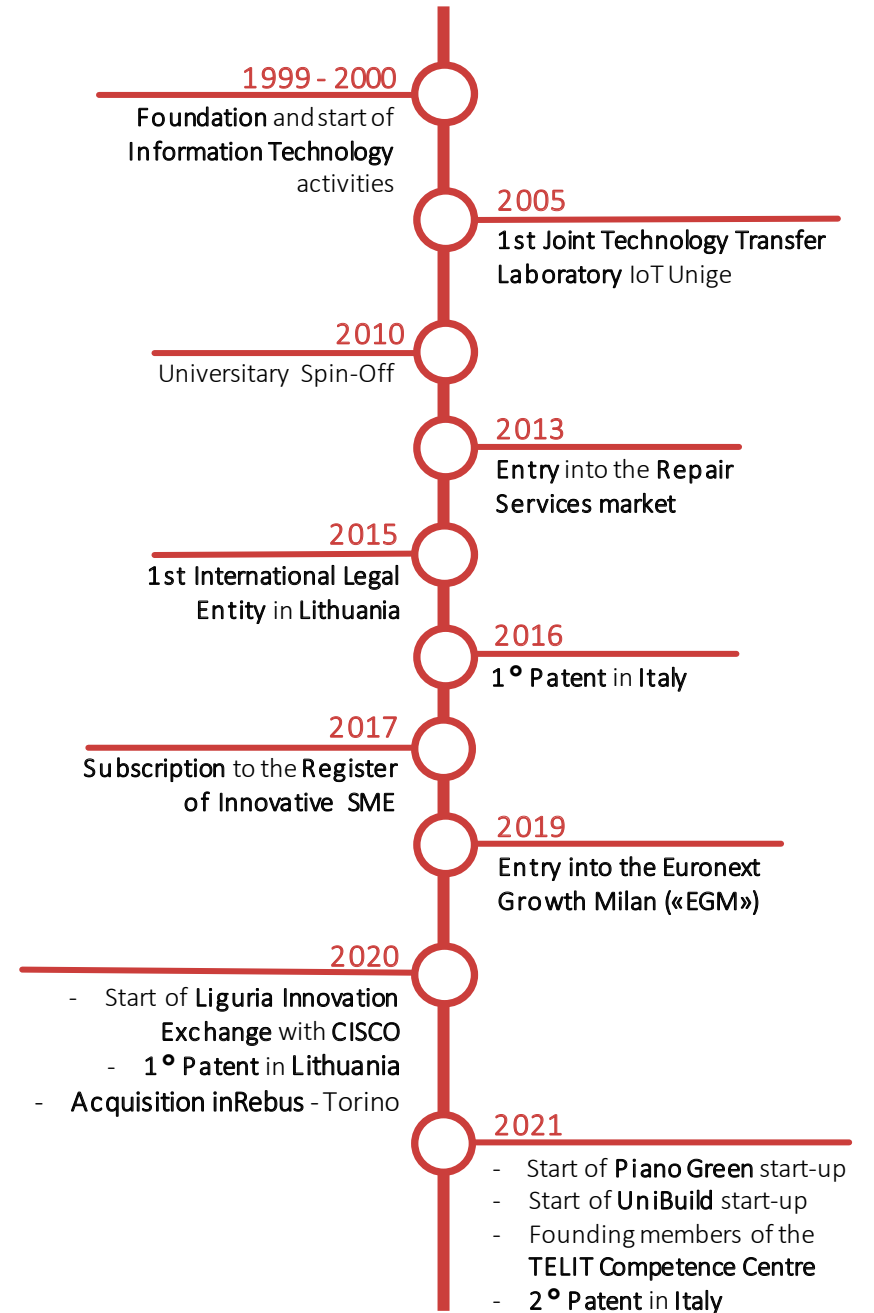 1999 - 2000
Foundation and start of
Information Technology
activities
2005
1st Joint Technology Transfer
Laboratory IoT Unige
2010
Universitary Spin-Off
2013
Entry into the Repair
Services market
2015
1st International Legal
Entity in Lithuania
2016
1° Patent in Italy
2017
Subscription to the Register
of Innovative SME
2019
Entry into the Euronext
Growth Milan («EGM»)
2020
- Start of Liguria Innovation
Exchange with CISCO
- 1° Patent in Lithuania
- Acquisition inRebus - Torino
2021
- Start of Piano Green start-up
- Start of UniBuild start-up
- Founding members of the
TELIT Competence Centre
- 2° Patent in Italy